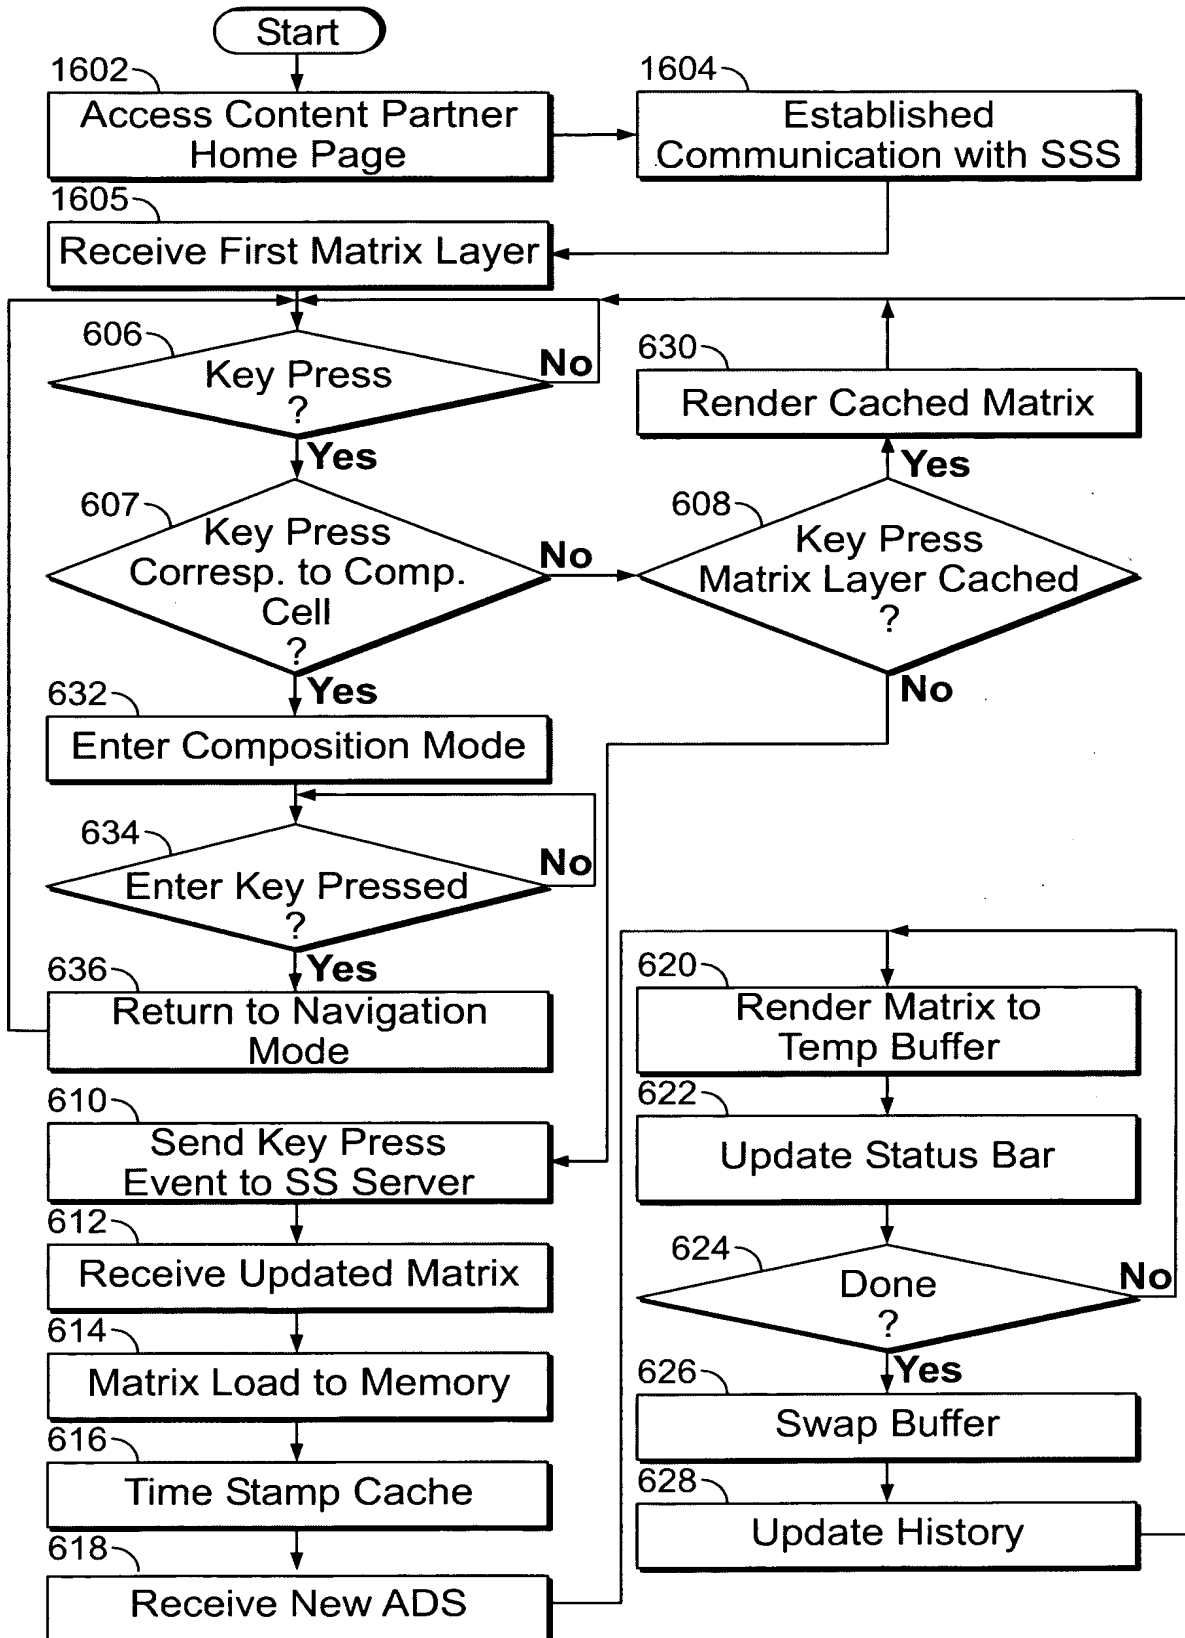 Start
1602
Access Content Partner
Home Page
1604
Established
Communication with SSS
1605
Receive First Matrix Layer
606
Key Press
?
No
Yes
630
Render Cached Matrix
Yes
607
Key Press
Corresp. to Comp.
Cell
?
No
Yes
608
Key Press
Matrix Layer Cached
?
No
632
Enter Composition Mode
634
Enter Key Pressed
?
No
Yes
636
Return to Navigation
Mode
610
Send Key Press
Event to SS Server
612
Receive Updated Matrix
614
Matrix Load to Memory
616
Time Stamp Cache
618
Receive New ADS
620
Render Matrix to
Temp Buffer
622
Update Status Bar
624
Done
?
No
Yes
626
Swap Buffer
628
Update History